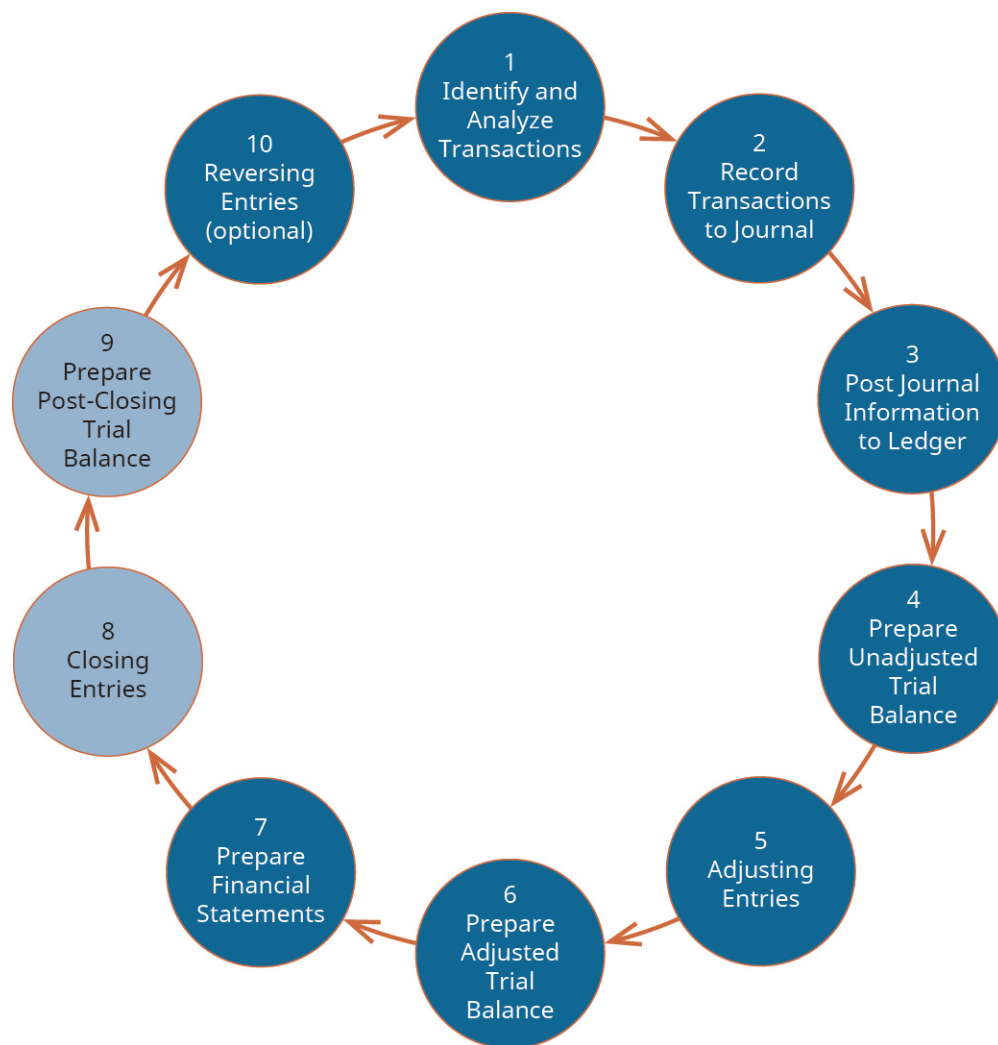 1
Identify and
Analyze
Transactions
2
Record
Transactions
to Journal
3
Post Journal
Information
to Ledger
4
Prepare
Unadjusted
Trial
Balance
5
Adjusting
Entries
6
Prepare
Adjusted
Trial
Balance
7
Prepare
Financial
Statements
8
Closing
Entries
9
Prepare
Post-Closing
Trial
Balance
10
Reversing
Entries
(optional)